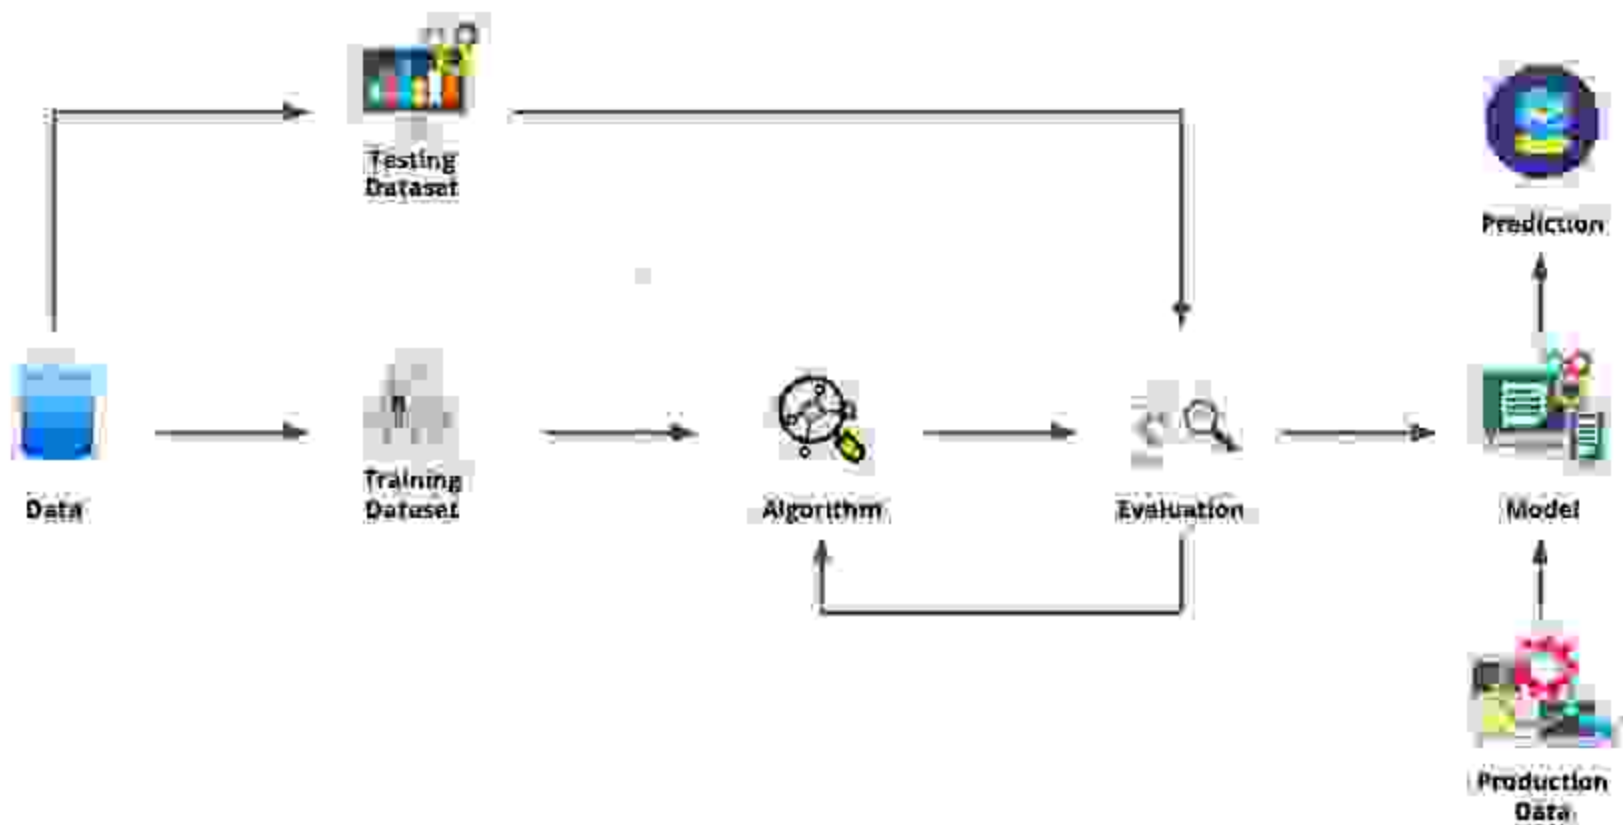 Testing
Dataset
Prediction
Data
Training
Dataset
Algorithm
Evaluation
Model
Production
Data